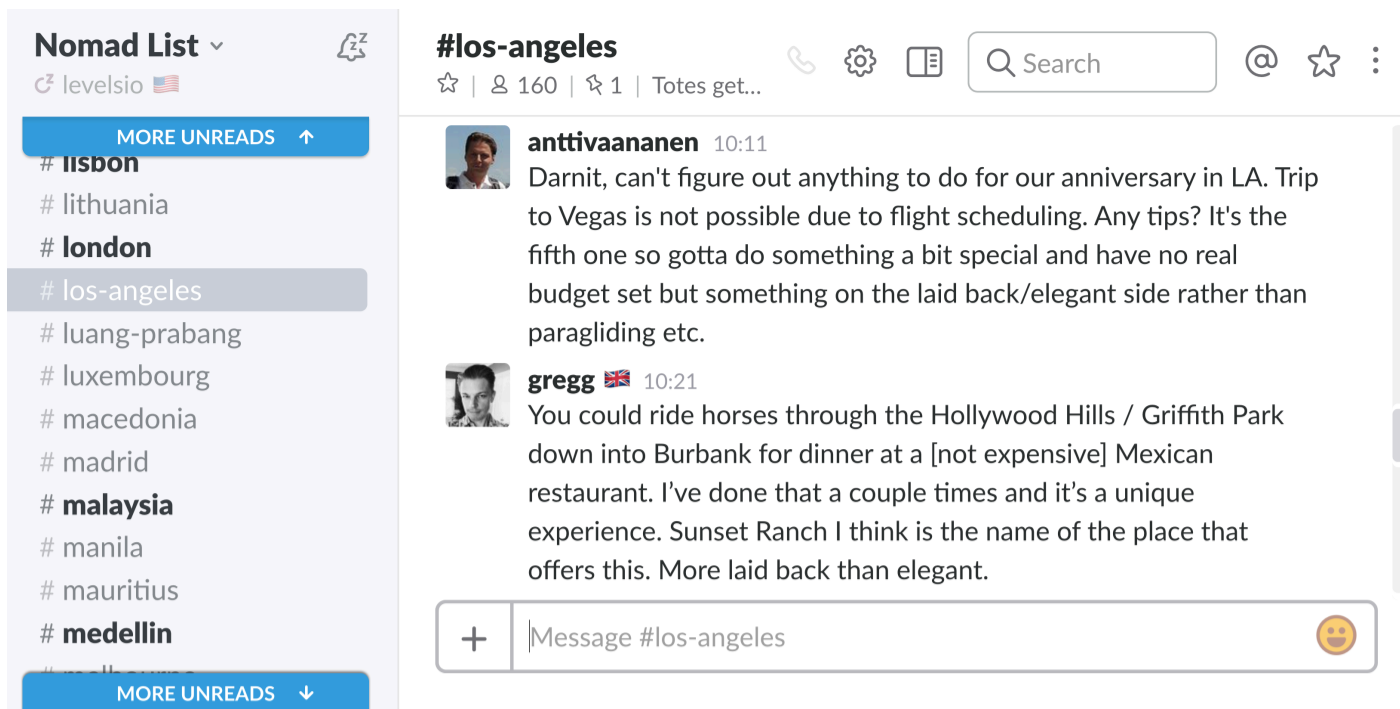 Nomad List
levelsio
MORE UNREADS
# lisbon
# lithuania
# london
# los-angeles
# luang-prabang
# luxembourg
# macedonia
# madrid
# malaysia
# manila
# mauritius
# medellin
# melbourne
MORE UNREADS
#los-angeles
160
1
Totes get...
Search
anttivaananen 10:11
Darnit, can't figure out anything to do for our anniversary in LA. Trip
to Vegas is not possible due to flight scheduling. Any tips? It's the
fifth one so gotta do something a bit special and have no real
budget set but something on the laid back/elegant side rather than
paragliding etc.
gregg 10:21
You could ride horses through the Hollywood Hills / Griffith Park
down into Burbank for dinner at a [not expensive] Mexican
restaurant. I’ve done that a couple times and it’s a unique
experience. Sunset Ranch I think is the name of the place that
offers this. More laid back than elegant.
Message #los-angeles